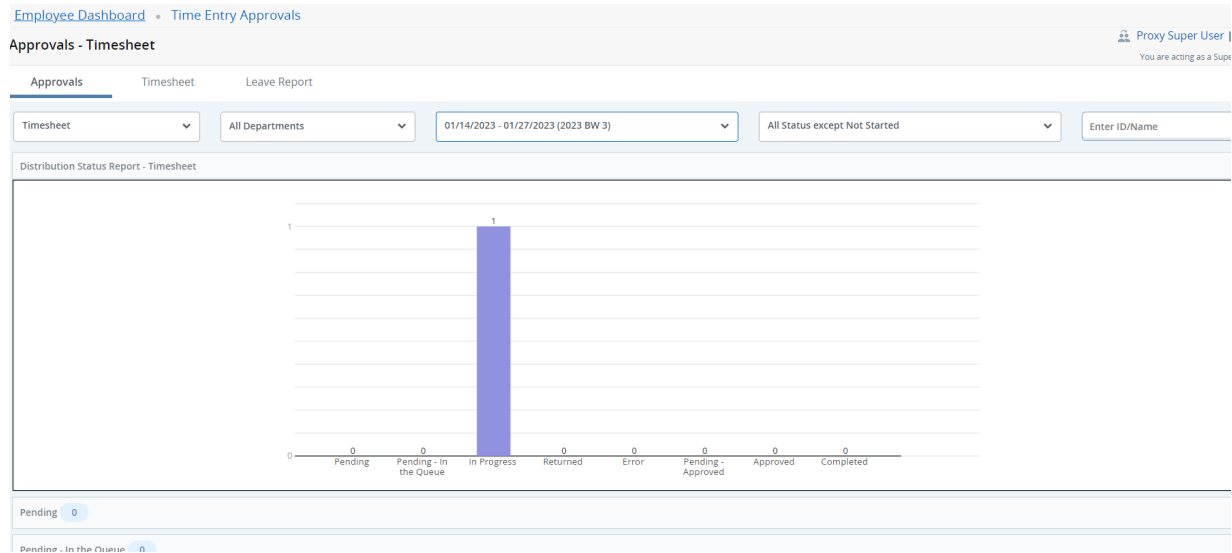 Employee Dashboard • Time Entry Approvals
Approvals - Timesheet
Proxy Super User |
You are acting as a Supe
Approvals Timesheet Leave Report
Timesheet All Departments 01/14/2023 - 01/27/2023 (2023 BW 3) All Status except Not Started Enter ID/Name
Distribution Status Report - Timesheet
1
1
0
0 0 0 0 0 0 0
Pending Pending - In the Queue In Progress Returned Error Pending - Approved Approved Completed
Pending 0
Pending - In the Queue 0